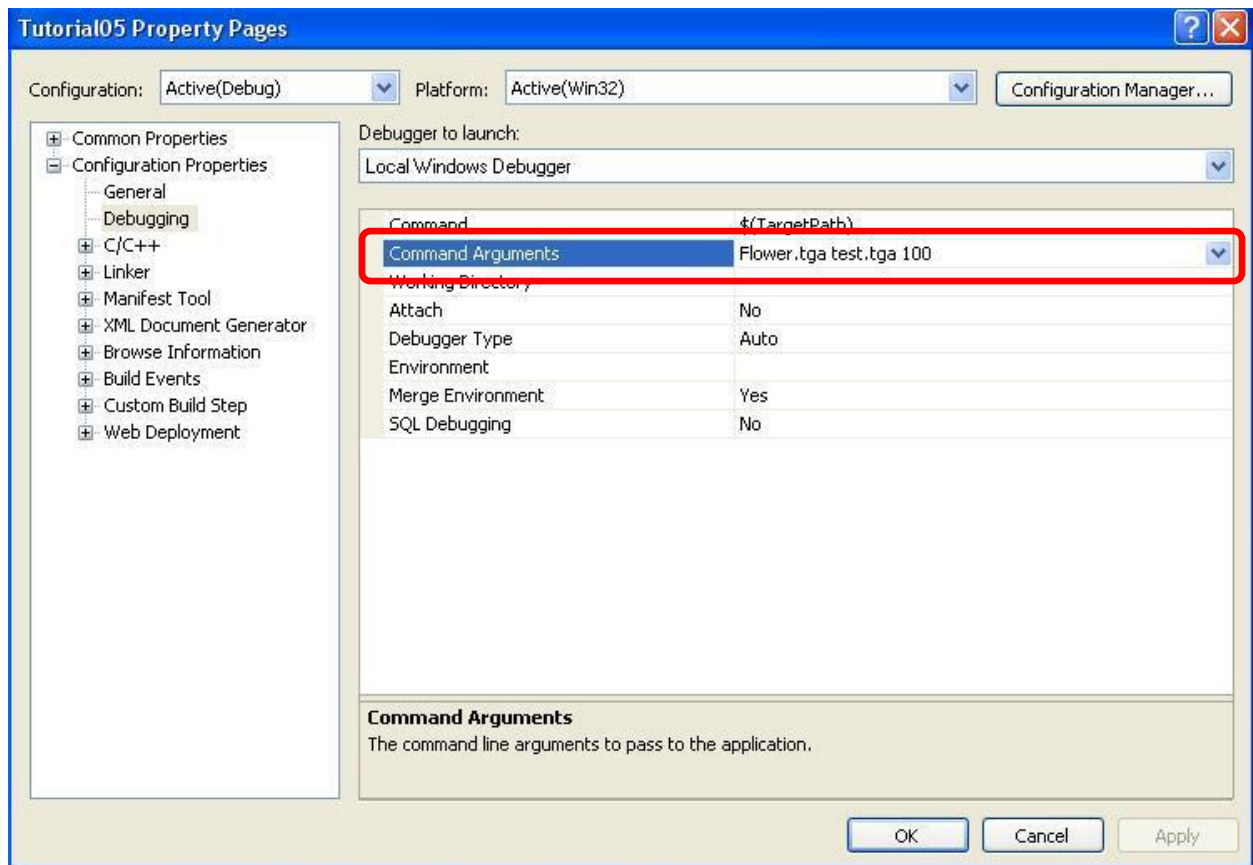 Tutorial05 Property Pages
Configuration: Active(Debug) Platform: Active(Win32) Configuration Manager...
Common Properties
Configuration Properties
General
Debugging
C/C++
Linker
Manifest Tool
XML Document Generator
Browse Information
Build Events
Custom Build Step
Web Deployment
Debugger to launch:
Local Windows Debugger
Command $(TargetPath)
Command Arguments Flower.tga test.tga 100
Working Directory
Attach No
Debugger Type Auto
Environment
Merge Environment Yes
SQL Debugging No
Command Arguments
The command line arguments to pass to the application.
OK Cancel Apply